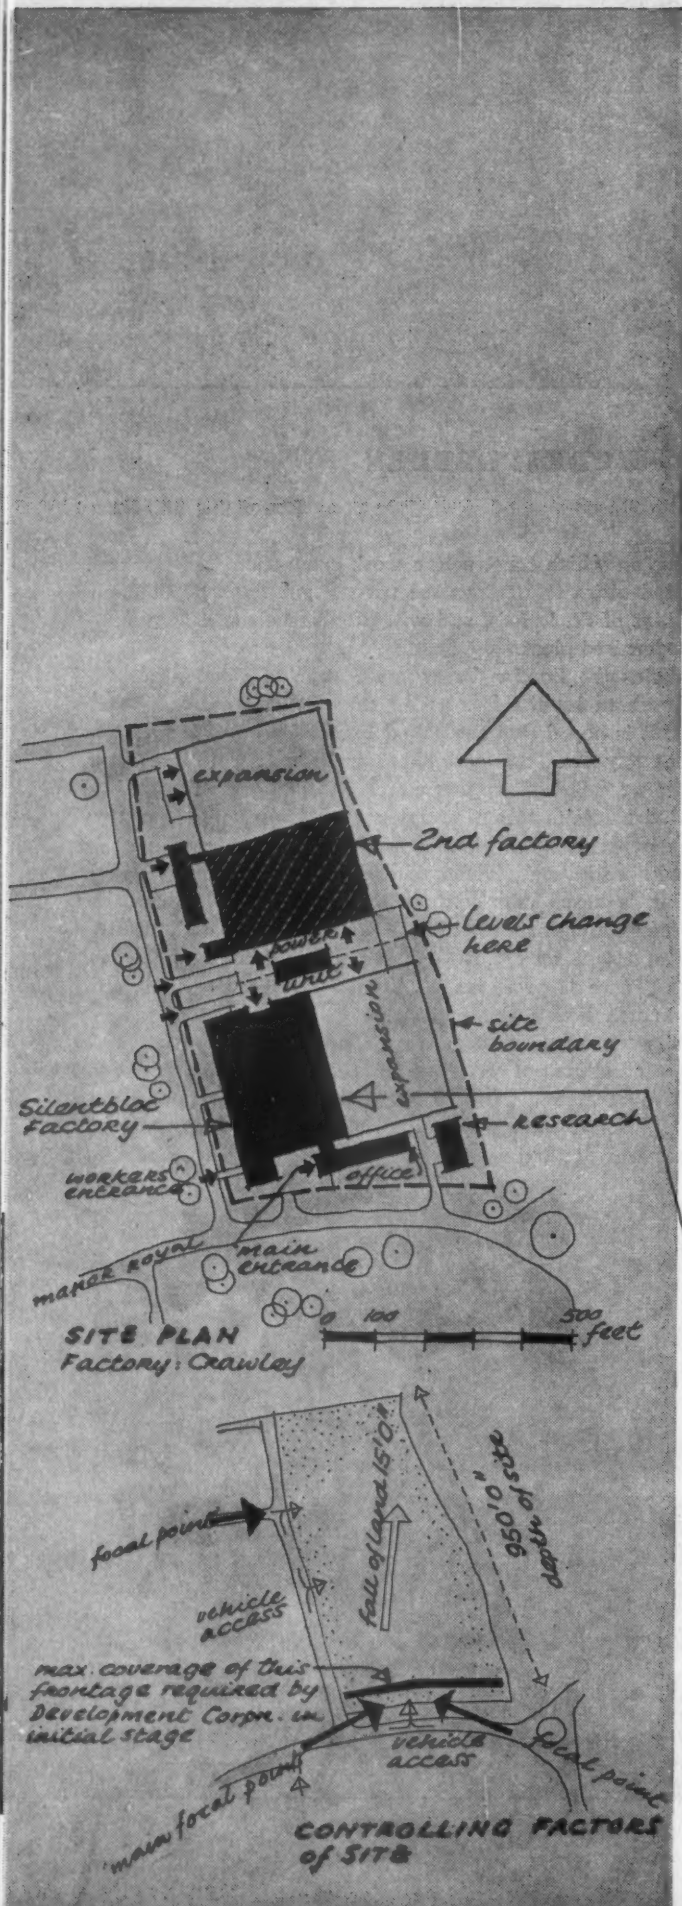 expansion
2nd factory
power
unit
levels change
here
expansion
site
boundary
Silentbloc
Factory
research
workers
entrance
office
manor royal
main
entrance
0 100 500
feet
SITE PLAN
Factory: Crawley
fall of land 15'0"
950'0"
depth of site
focal point
vehicle
access
max. coverage of this
frontage required by
Development Corpn. in
initial stage
vehicle
access
focal point
main focal point
CONTROLLING FACTORS
of SITE